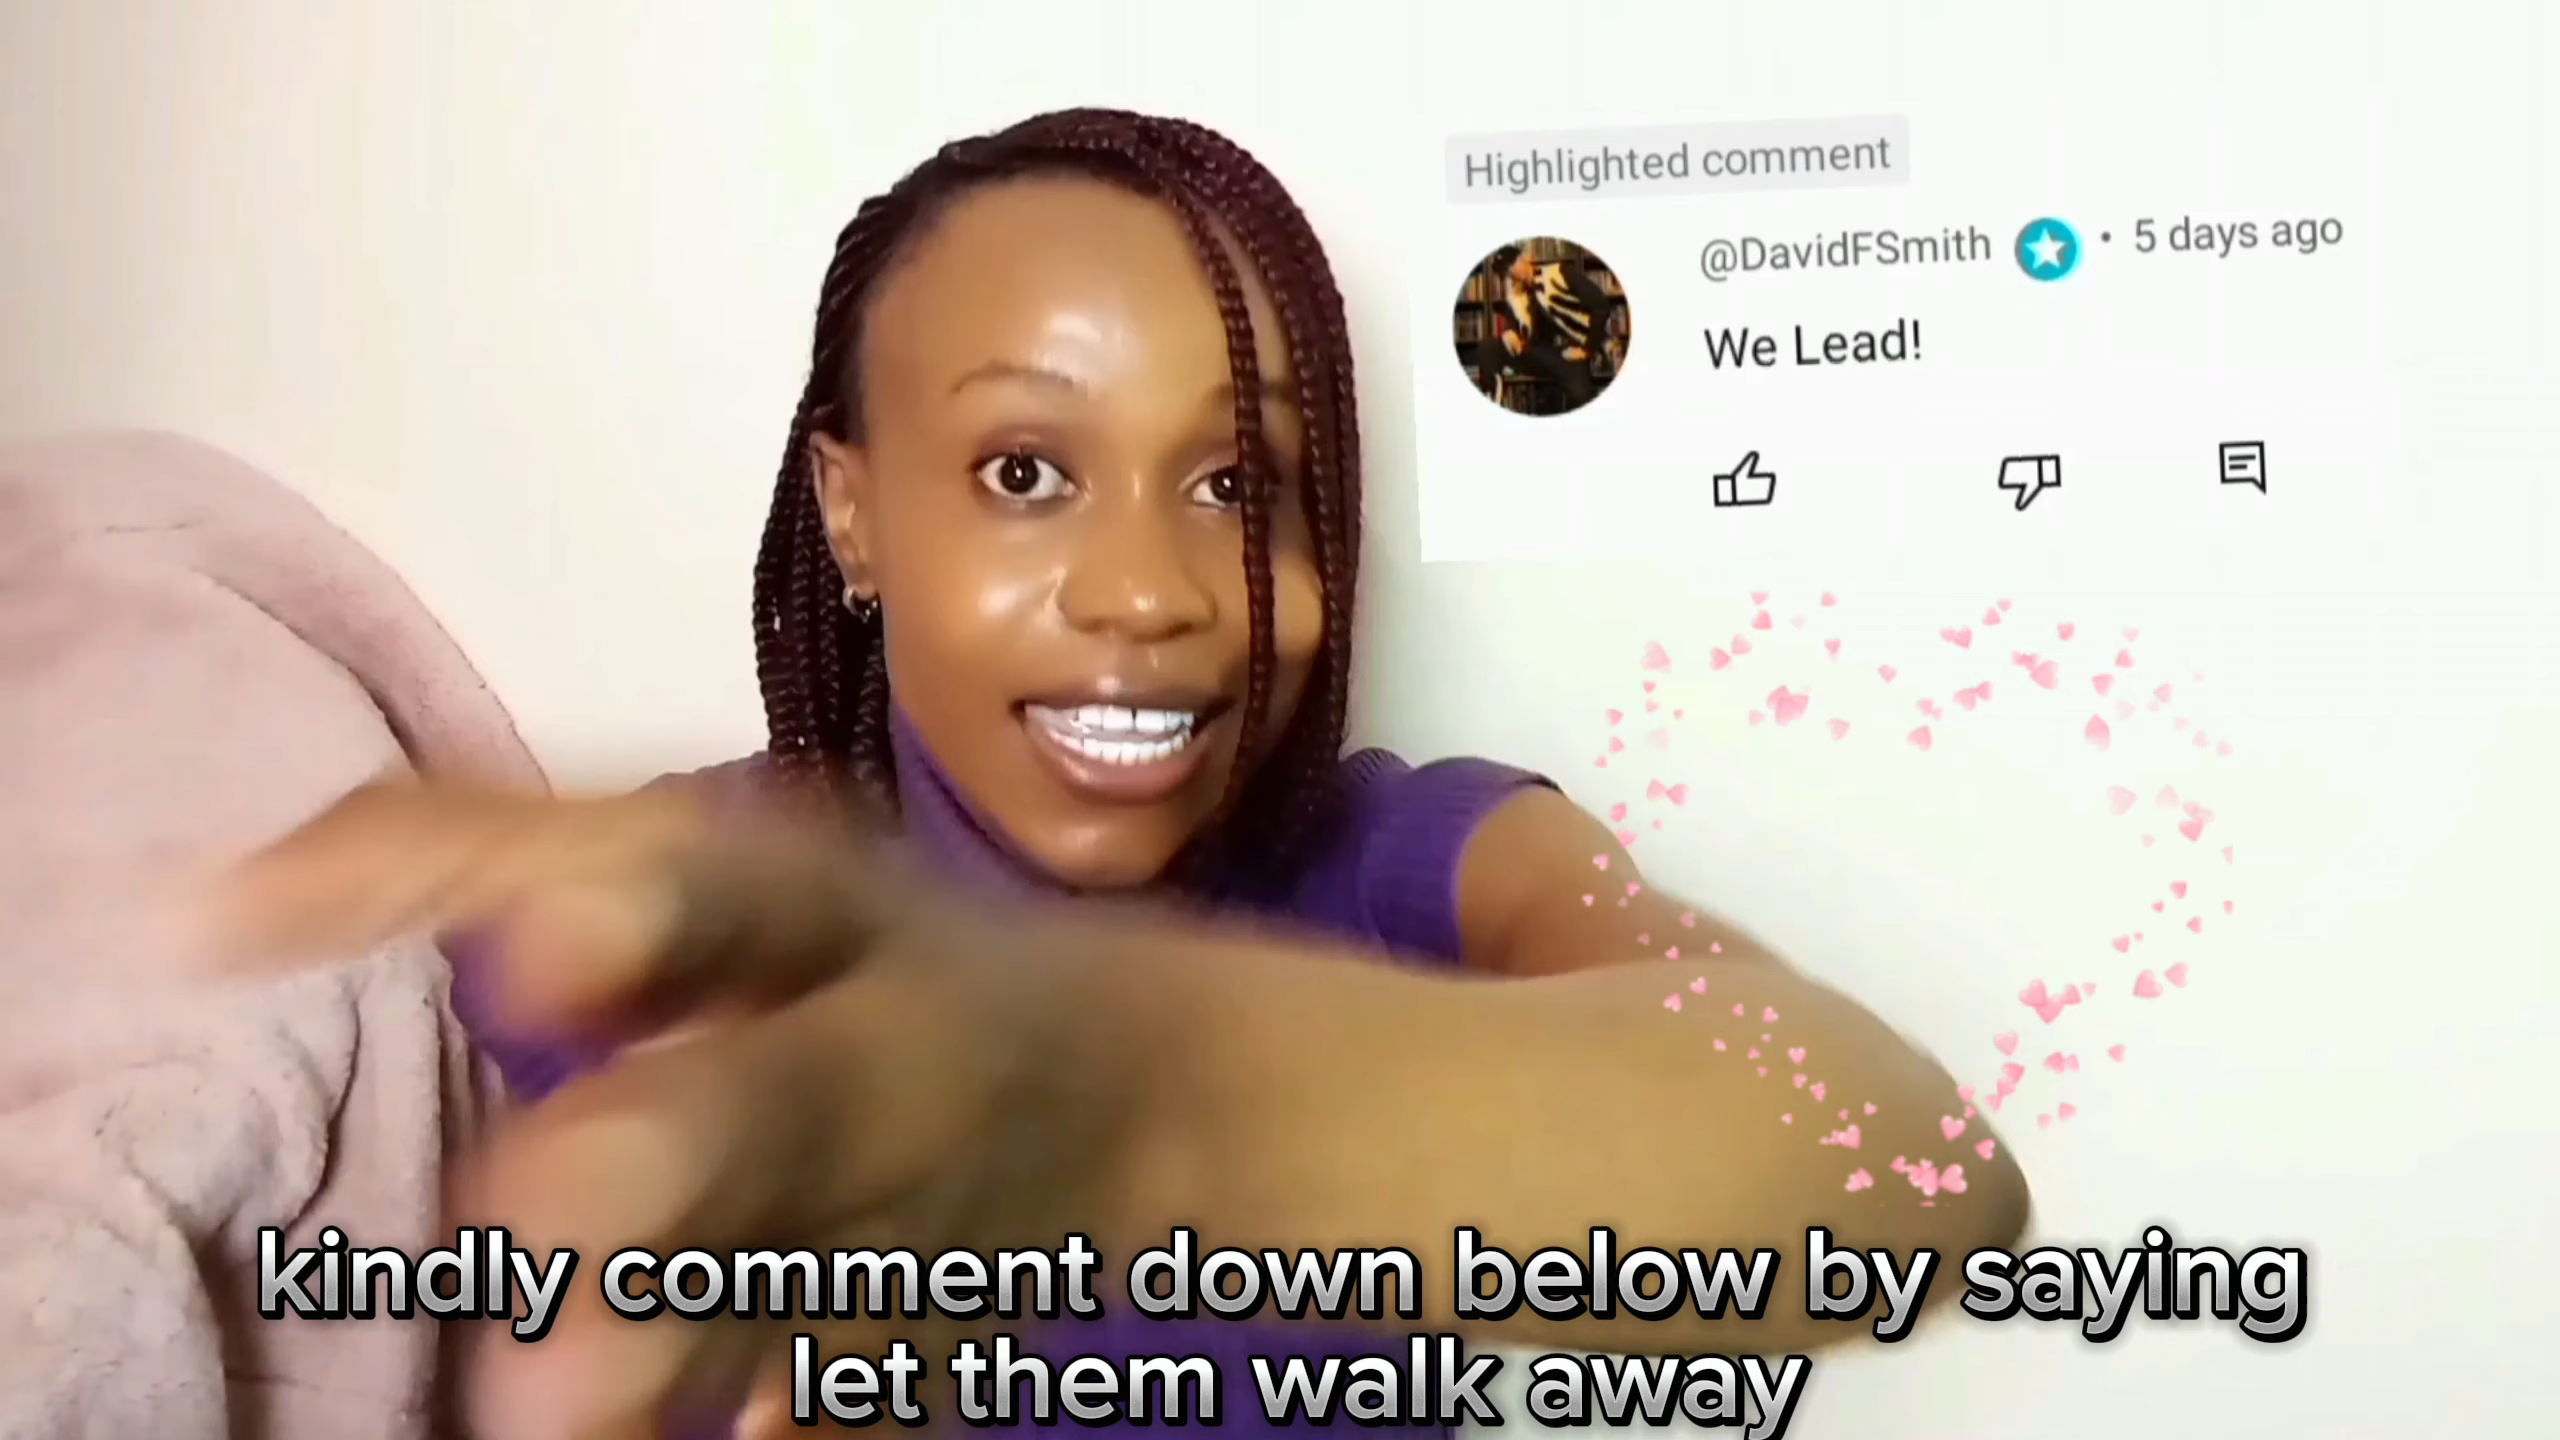 Highlighted comment
@DavidFSmith • 5 days ago
We Lead!
kindly comment down below by saying
let them walk away